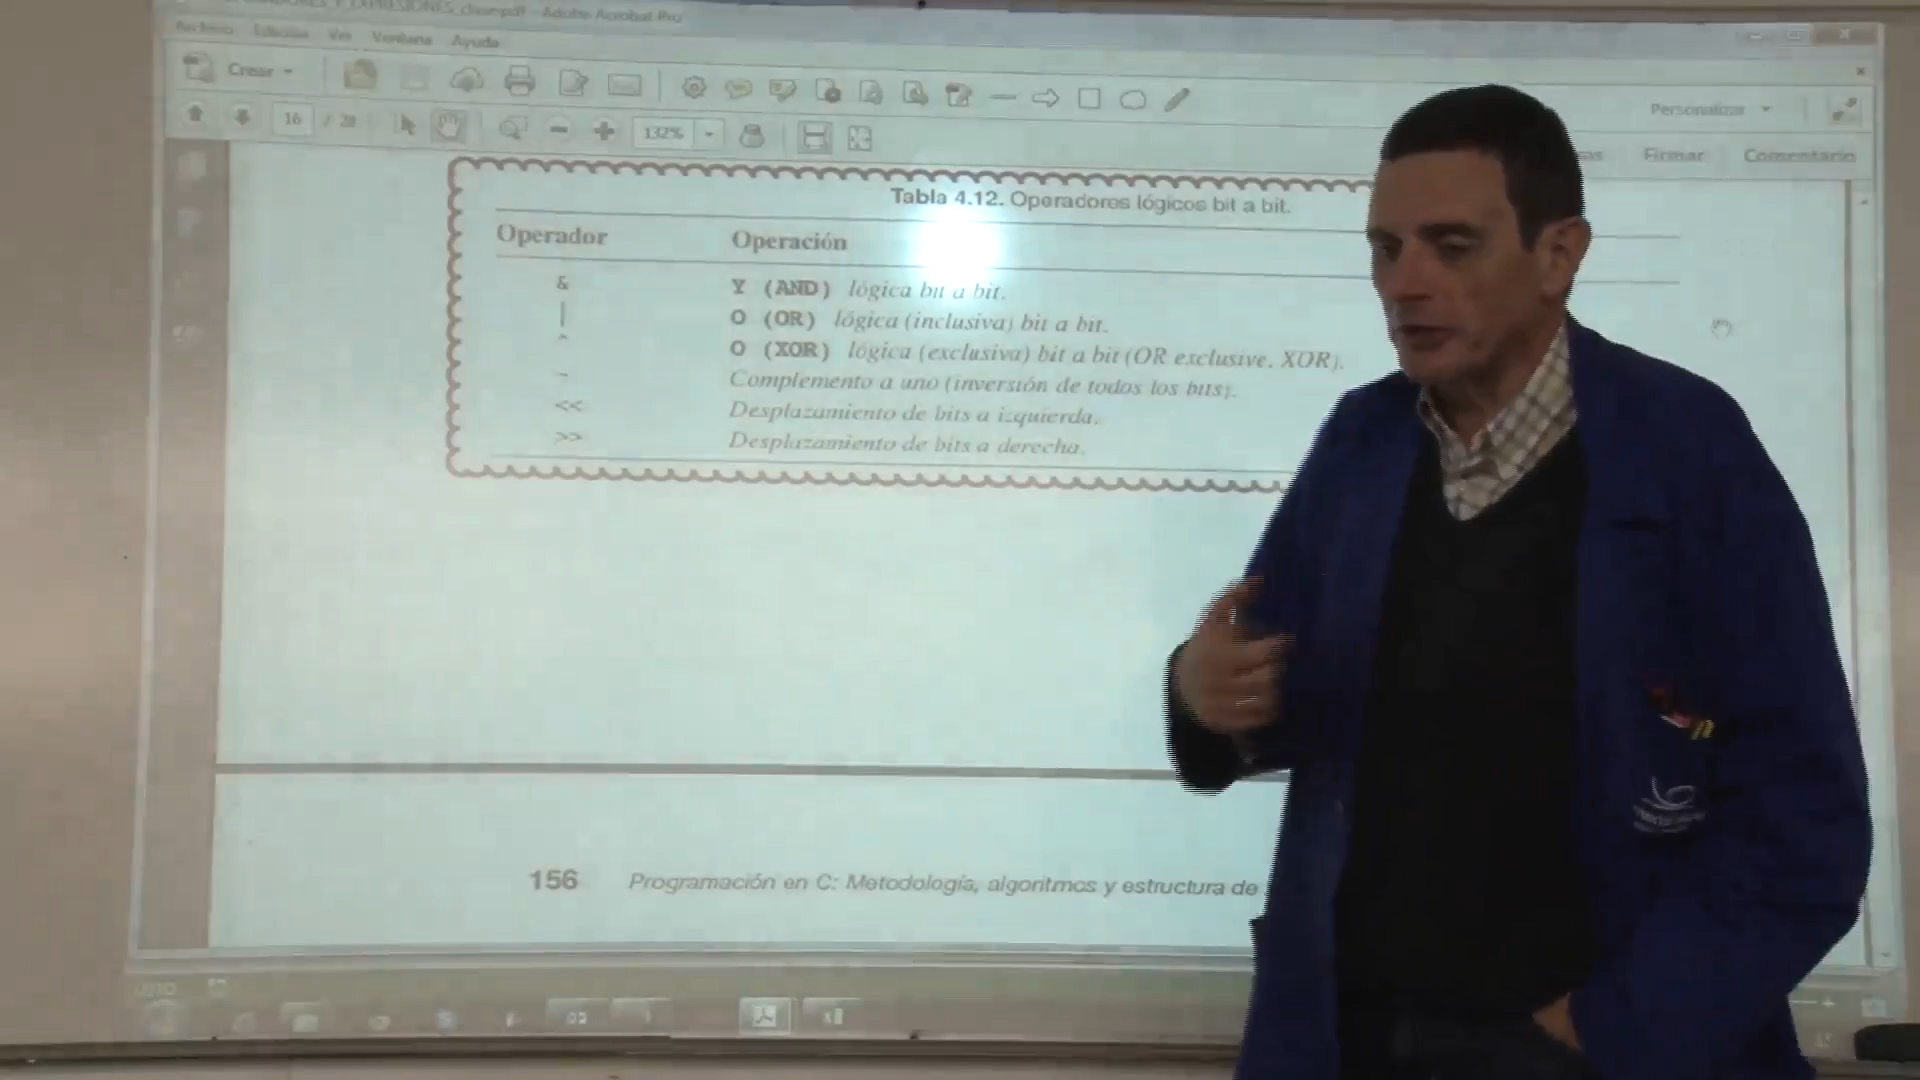 Adobe Acrobat Pro
Archivo Edición Ver Ventana Ayuda
Crear
Personalizar
16 / 28
132%
Firmar
Comentario
Tabla 4.12. Operadores lógicos bit a bit.
Operador Operación
& Y (AND) lógica bit a bit.
| O (OR) lógica (inclusiva) bit a bit.
^ O (XOR) lógica (exclusiva) bit a bit (OR exclusive, XOR).
~ Complemento a uno (inversión de todos los bits).
<< Desplazamiento de bits a izquierda.
>> Desplazamiento de bits a derecha.
156 Programación en C: Metodología, algoritmos y estructura de